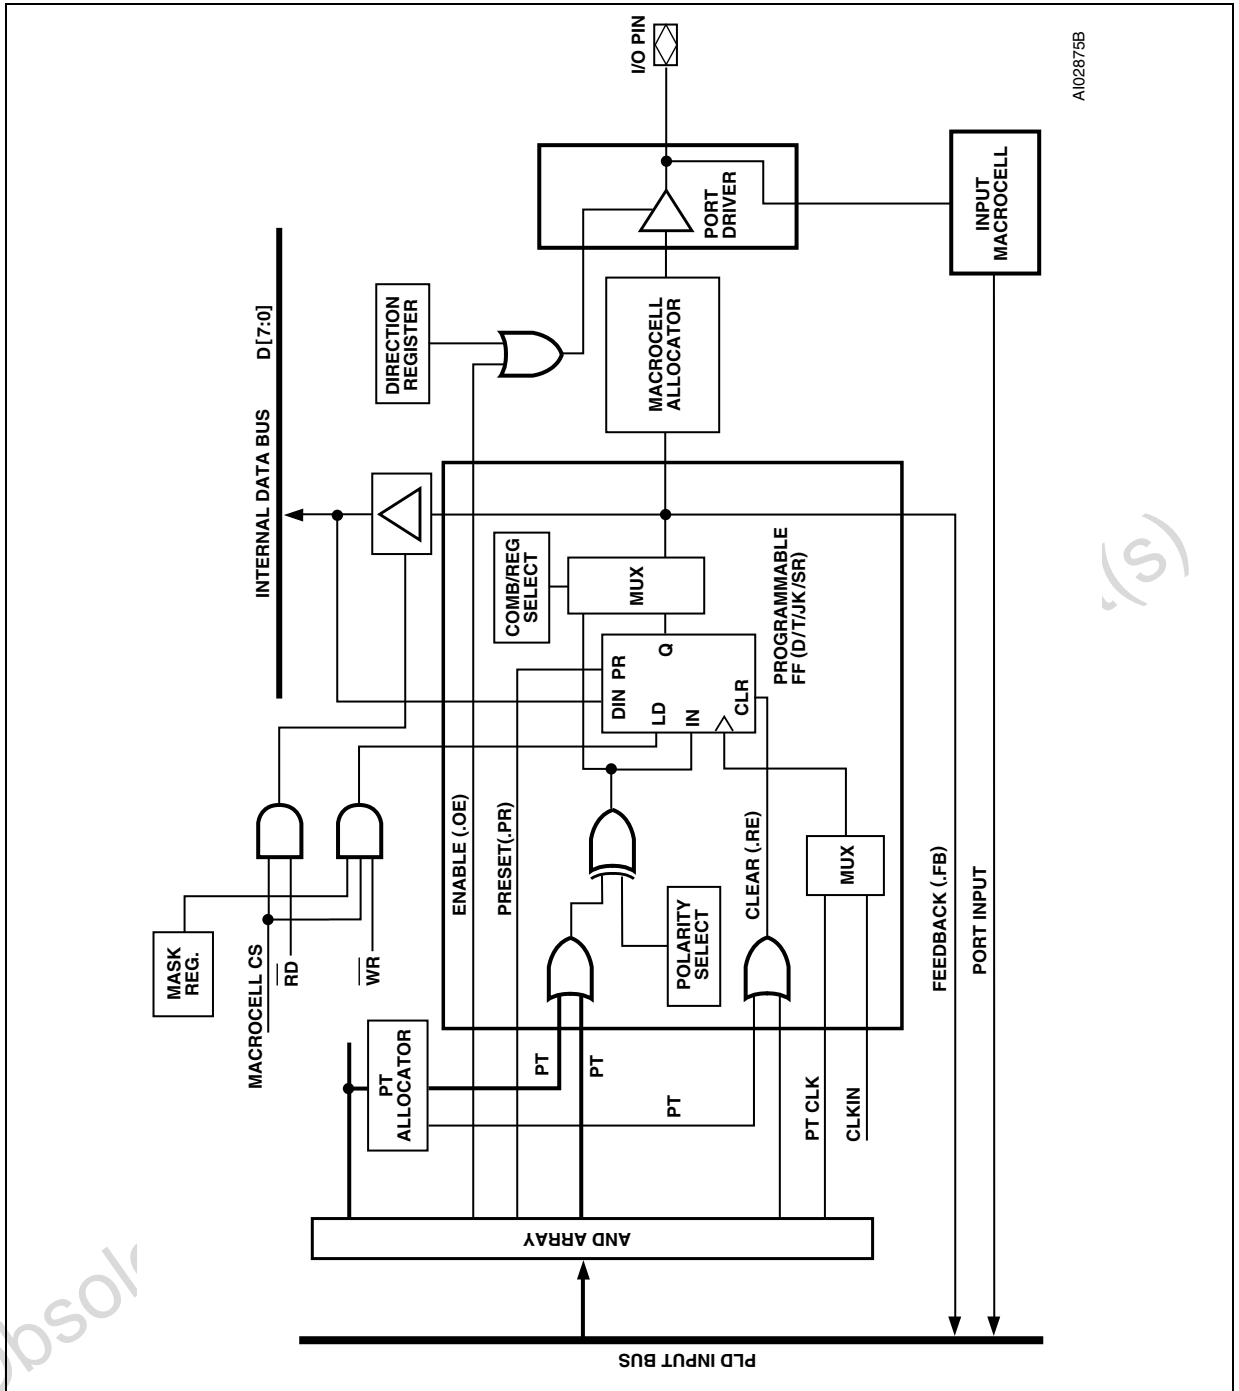 MASK
REG.
MACROCELL CS
RD
WR
INTERNAL DATA BUS D[7:0]
DIRECTION
REGISTER
PT
ALLOCATOR
ENABLE (.OE)
PRESET(.PR)
COMB/REG
SELECT
MUX
DIN PR
LD
IN
Q
CLR
PROGRAMMABLE
FF (D/T/JK/SR)
PT
PT
PT
POLARITY
SELECT
CLEAR (.RE)
MUX
PT CLK
CLKIN
MACROCELL
ALLOCATOR
PORT
DRIVER
I/O PIN
INPUT
MACROCELL
FEEDBACK (.FB)
PORT INPUT
AND ARRAY
PLD INPUT BUS
AI02875B
(s)